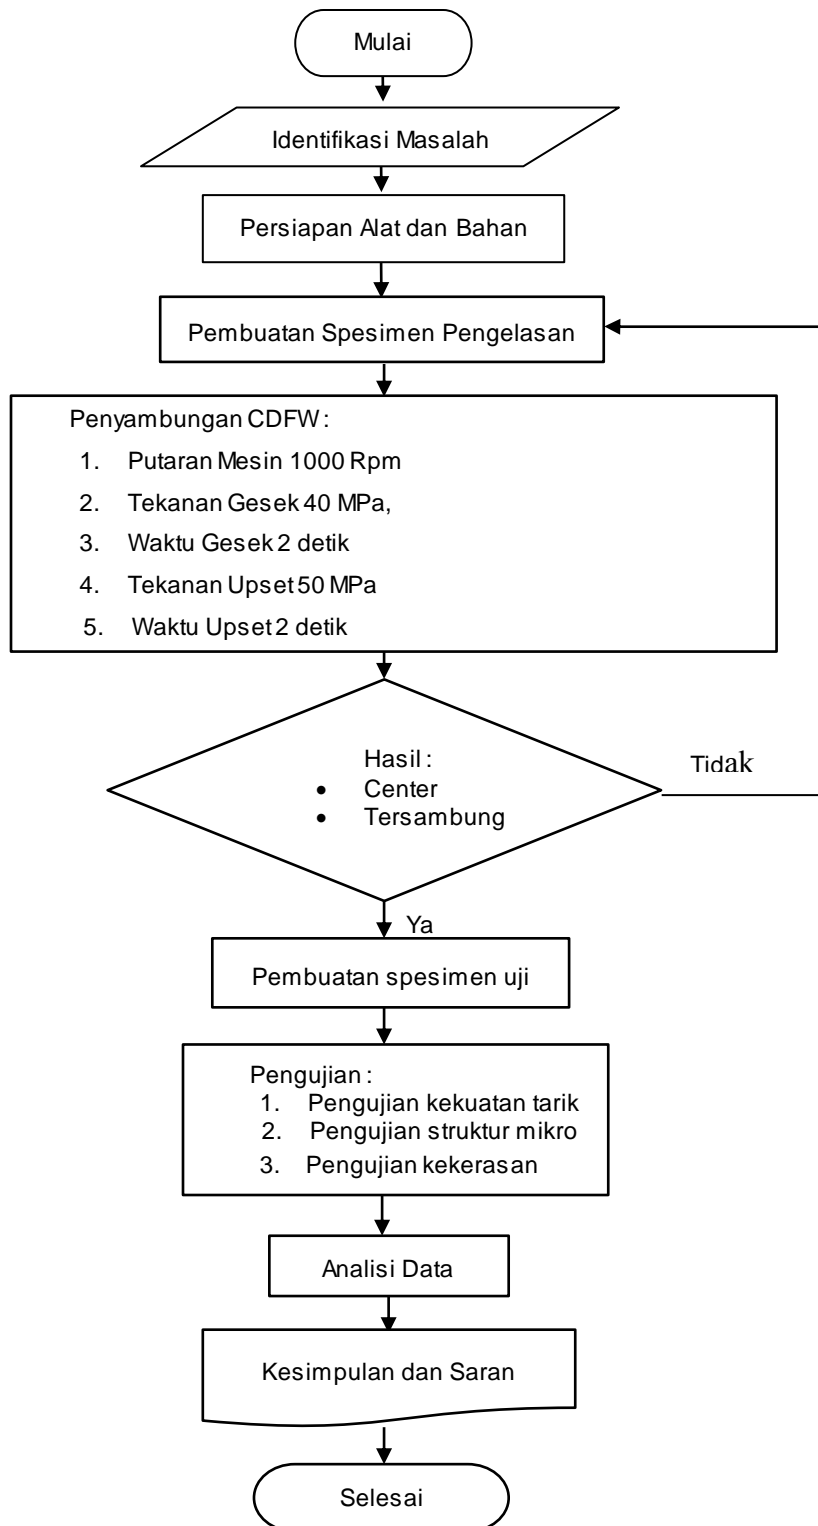 Mulai
Identifikasi Masalah
Persiapan Alat dan Bahan
Pembuatan Spesimen Pengelasan
Penyambungan CDFW :
1. Putaran Mesin 1000 Rpm
2. Tekanan Gesek 40 MPa,
3. Waktu Gesek 2 detik
4. Tekanan Upset 50 MPa
5. Waktu Upset 2 detik
Hasil :
• Center
• Tersambung
Tidak
Ya
Pembuatan spesimen uji
Pengujian :
1. Pengujian kekuatan tarik
2. Pengujian struktur mikro
3. Pengujian kekerasan
Analisi Data
Kesimpulan dan Saran
Selesai